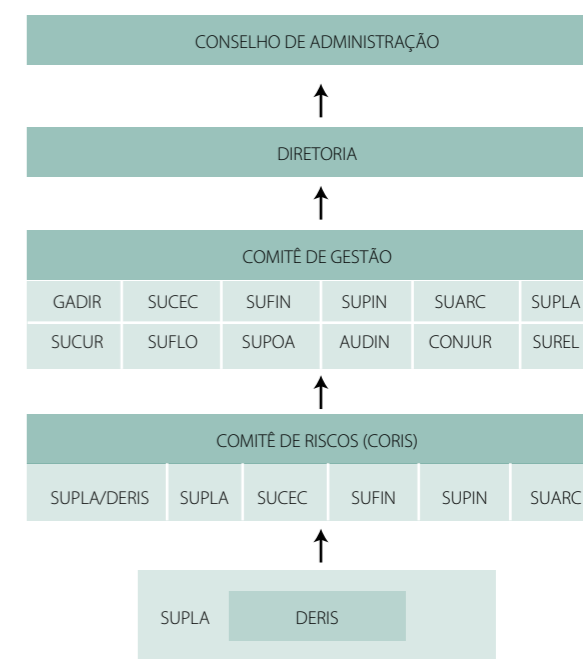 CONSELHO DE ADMINISTRAÇÃO
DIRETORIA
COMITÊ DE GESTÃO
GADIR SUCEC SUFIN SUPIN SUARC SUPLA
SUCUR SUFLO SUPOA AUDIN CONJUR SUREL
COMITÊ DE RISCOS (CORIS)
SUPLA/DERIS SUPLA SUCEC SUFIN SUPIN SUARC
SUPLA DERIS